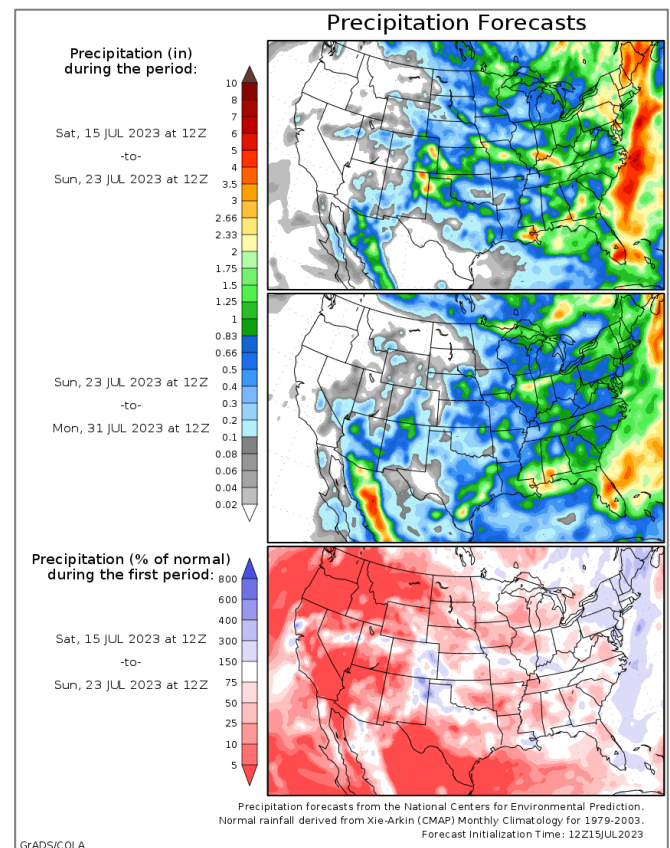 Precipitation Forecasts
Precipitation (in)
during the period:
Sat, 15 JUL 2023 at 12Z
-to-
Sun, 23 JUL 2023 at 12Z
10
8
7
6
5
4
3.5
3
2.66
2.33
2
1.75
1.5
1.25
1
0.83
0.66
0.5
0.4
0.3
0.2
0.1
0.08
0.06
0.04
0.02
Sun, 23 JUL 2023 at 12Z
-to-
Mon, 31 JUL 2023 at 12Z
Precipitation (% of normal)
during the first period:
Sat, 15 JUL 2023 at 12Z
-to-
Sun, 23 JUL 2023 at 12Z
800
600
400
300
150
75
50
25
10
5
Precipitation forecasts from the National Centers for Environmental Prediction.
Normal rainfall derived from Xie-Arkin (CMAP) Monthly Climatology for 1979-2003.
Forecast Initialization Time: 12Z15JUL2023
GrADS/COLA